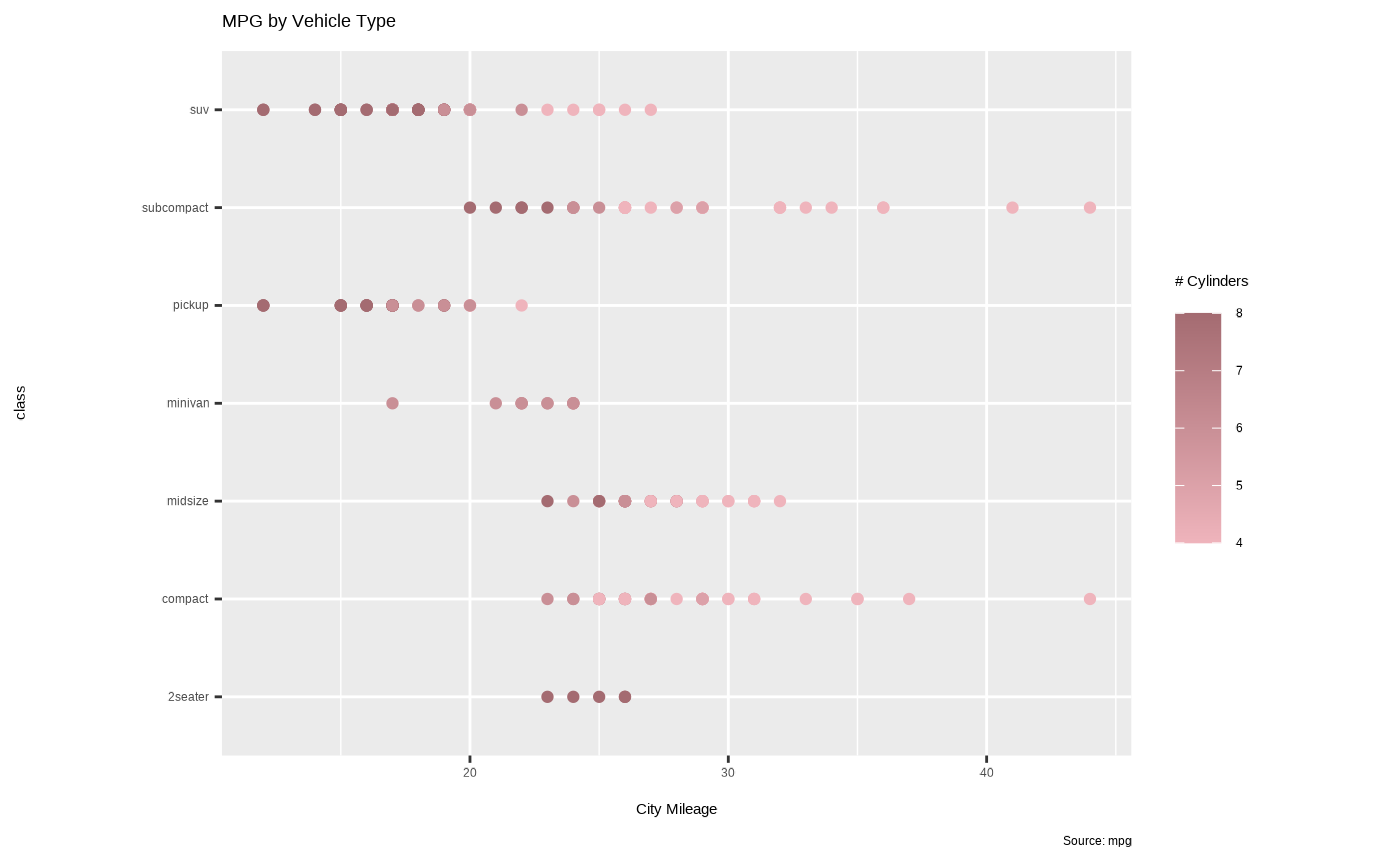 MPG by Vehicle Type
suv
subcompact
pickup
minivan
midsize
compact
2seater
class
20 30 40
City Mileage
# Cylinders
8
7
6
5
4
Source: mpg